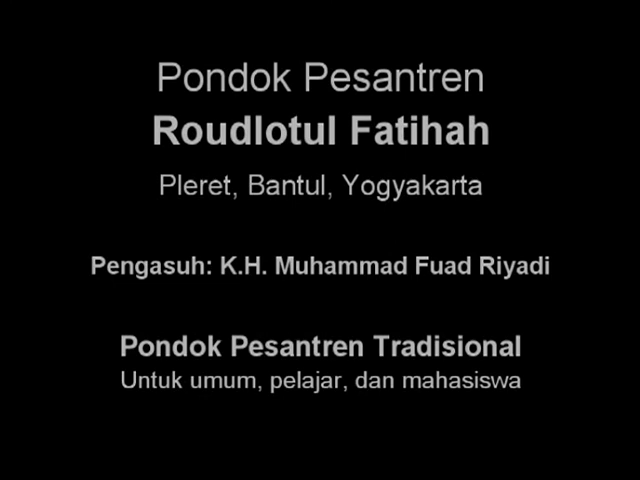 Pondok Pesantren
Roudlotul Fatihah
Pleret, Bantul, Yogyakarta
Pengasuh: K.H. Muhammad Fuad Riyadi
Pondok Pesantren Tradisional
Untuk umum, pelajar, dan mahasiswa